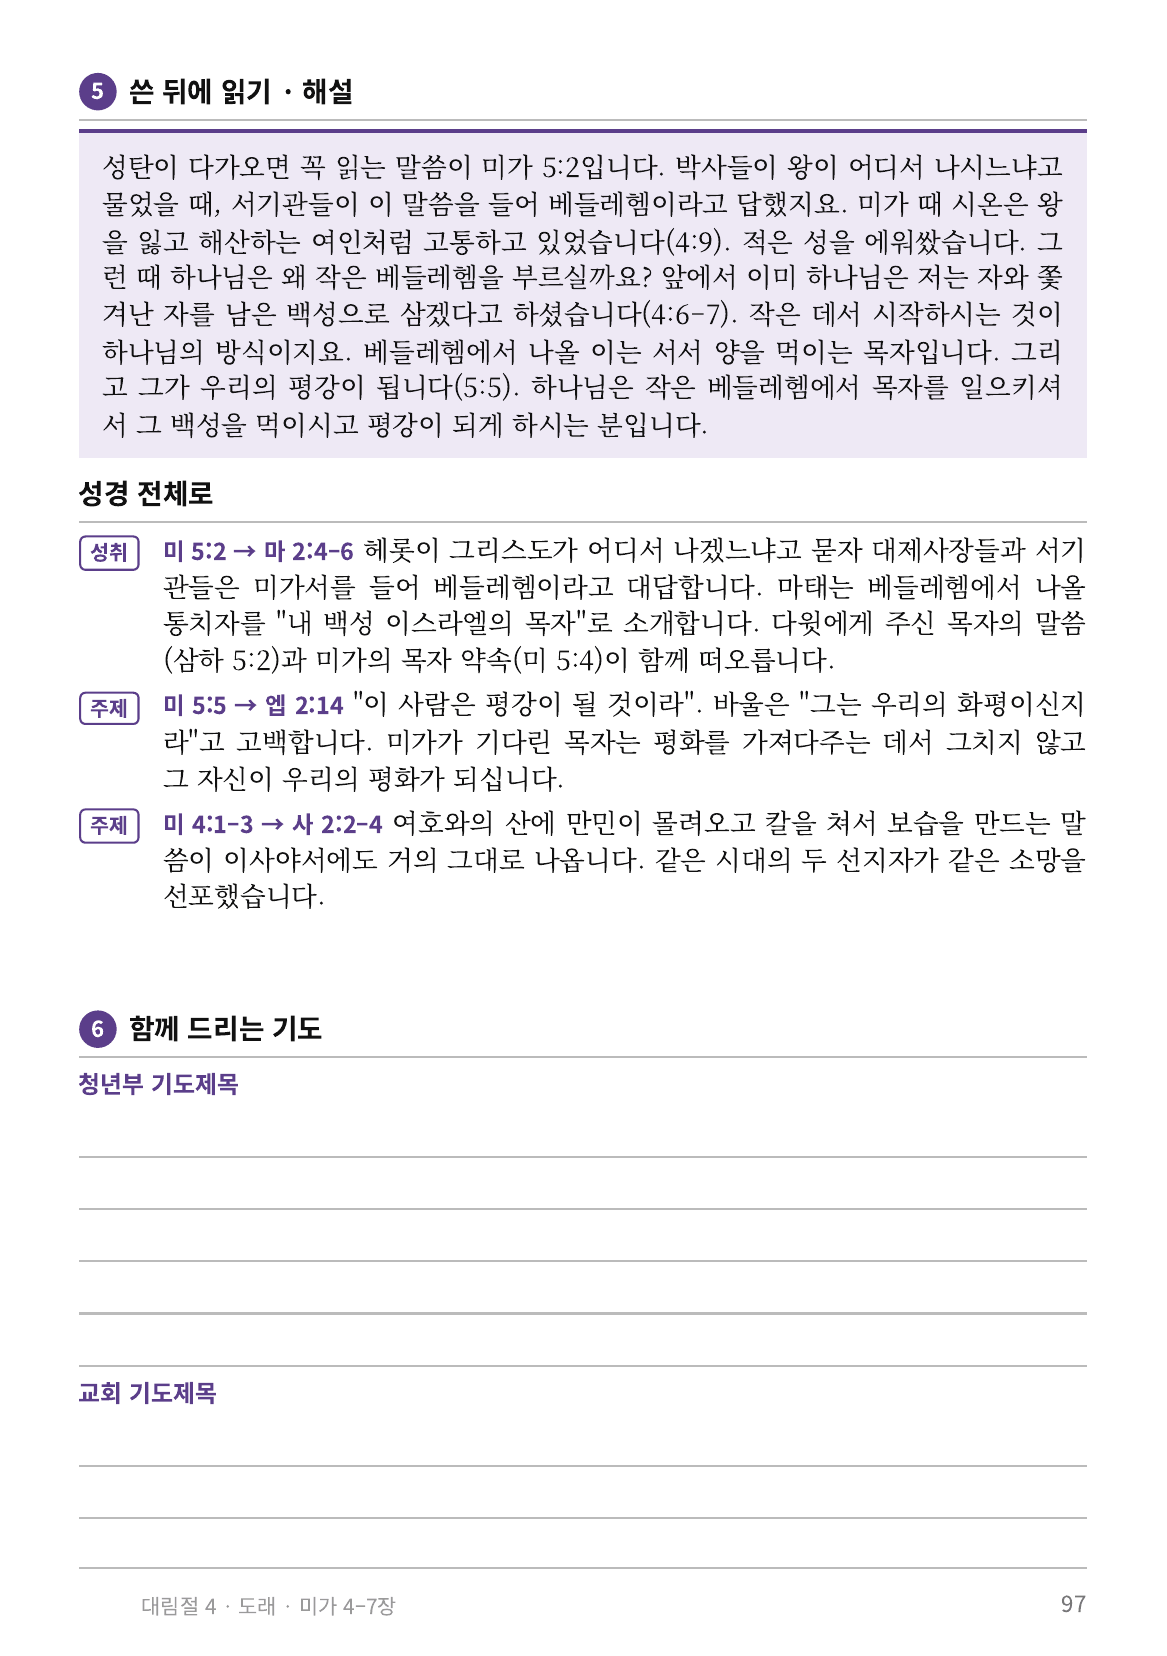 5 쓴 뒤에 읽기 · 해설
성탄이 다가오면 꼭 읽는 말씀이 미가 5:2입니다. 박사들이 왕이 어디서 나시느냐고
물었을 때, 서기관들이 이 말씀을 들어 베들레헴이라고 답했지요. 미가 때 시온은 왕
을 잃고 해산하는 여인처럼 고통하고 있었습니다(4:9). 적은 성을 에워쌌습니다. 그
런 때 하나님은 왜 작은 베들레헴을 부르실까요? 앞에서 이미 하나님은 저는 자와 쫓
겨난 자를 남은 백성으로 삼겠다고 하셨습니다(4:6–7). 작은 데서 시작하시는 것이
하나님의 방식이지요. 베들레헴에서 나올 이는 서서 양을 먹이는 목자입니다. 그리
고 그가 우리의 평강이 됩니다(5:5). 하나님은 작은 베들레헴에서 목자를 일으키셔
서 그 백성을 먹이시고 평강이 되게 하시는 분입니다.
성경 전체로
성취 미 5:2 → 마 2:4–6 헤롯이 그리스도가 어디서 나겠느냐고 묻자 대제사장들과 서기
관들은 미가서를 들어 베들레헴이라고 대답합니다. 마태는 베들레헴에서 나올
통치자를 "내 백성 이스라엘의 목자"로 소개합니다. 다윗에게 주신 목자의 말씀
(삼하 5:2)과 미가의 목자 약속(미 5:4)이 함께 떠오릅니다.
주제 미 5:5 → 엡 2:14 "이 사람은 평강이 될 것이라". 바울은 "그는 우리의 화평이신지
라"고 고백합니다. 미가가 기다린 목자는 평화를 가져다주는 데서 그치지 않고
그 자신이 우리의 평화가 되십니다.
주제 미 4:1–3 → 사 2:2–4 여호와의 산에 만민이 몰려오고 칼을 쳐서 보습을 만드는 말
씀이 이사야서에도 거의 그대로 나옵니다. 같은 시대의 두 선지자가 같은 소망을
선포했습니다.
6 함께 드리는 기도
청년부 기도제목
교회 기도제목
대림절 4 · 도래 · 미가 4–7장 97